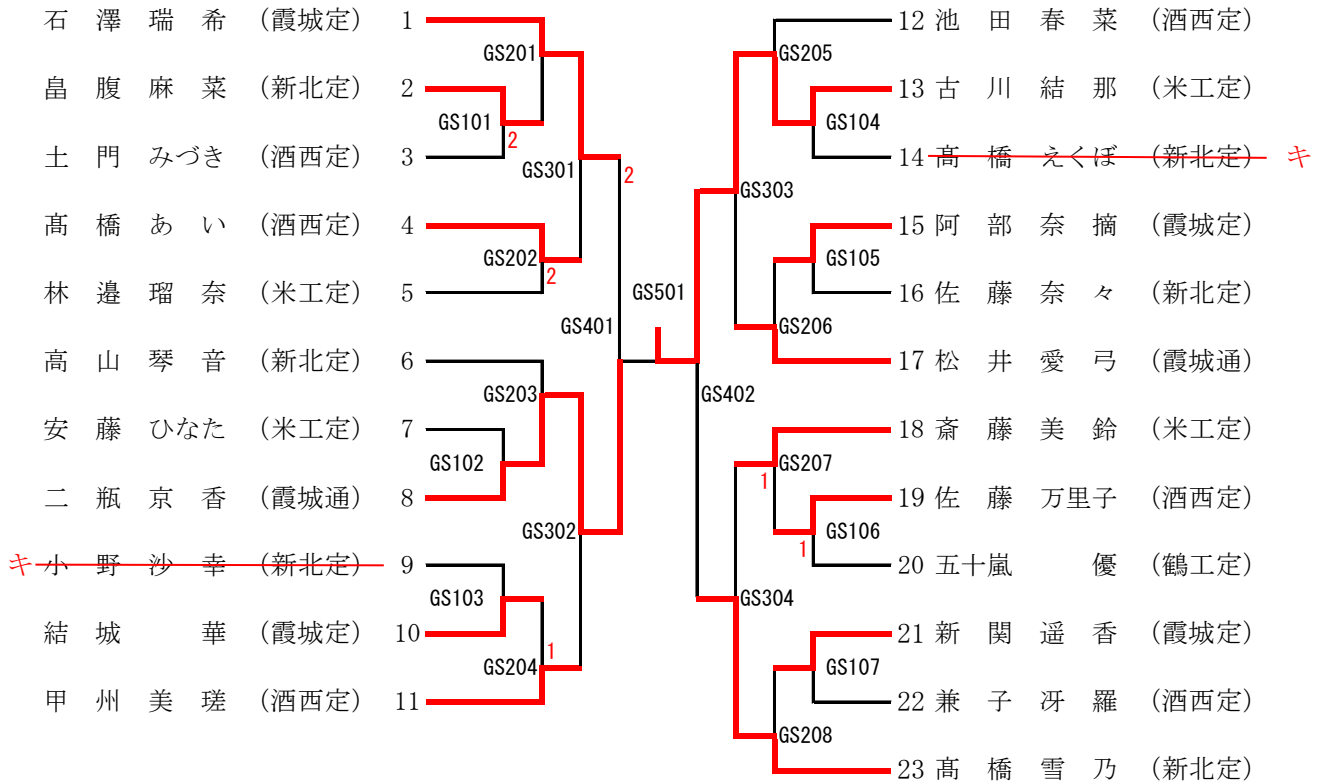 石澤瑞希 (霞城定) 1
畠腹麻菜 (新北定) 2
土門みづき (酒西定) 3
髙橋あい (酒西定) 4
林邉瑠奈 (米工定) 5
高山琴音 (新北定) 6
安藤ひなた (米工定) 7
二瓶京香 (霞城通) 8
キ 小野沙幸 (新北定) 9
結城華 (霞城定) 10
甲州美瑳 (酒西定) 11
GS201
GS101
2
GS301
2
GS202
2
GS401
GS203
GS102
GS302
GS103
GS204
1
GS501
12 池田春菜 (酒西定)
13 古川結那 (米工定)
14 髙橋えくぼ (新北定) キ
15 阿部奈摘 (霞城定)
16 佐藤奈々 (新北定)
17 松井愛弓 (霞城通)
18 斎藤美鈴 (米工定)
19 佐藤万里子 (酒西定)
20 五十嵐優 (鶴工定)
21 新関遥香 (霞城定)
22 兼子冴羅 (酒西定)
23 髙橋雪乃 (新北定)
GS205
GS104
GS303
GS105
GS206
GS402
GS207
1
GS106
1
GS304
GS107
GS208